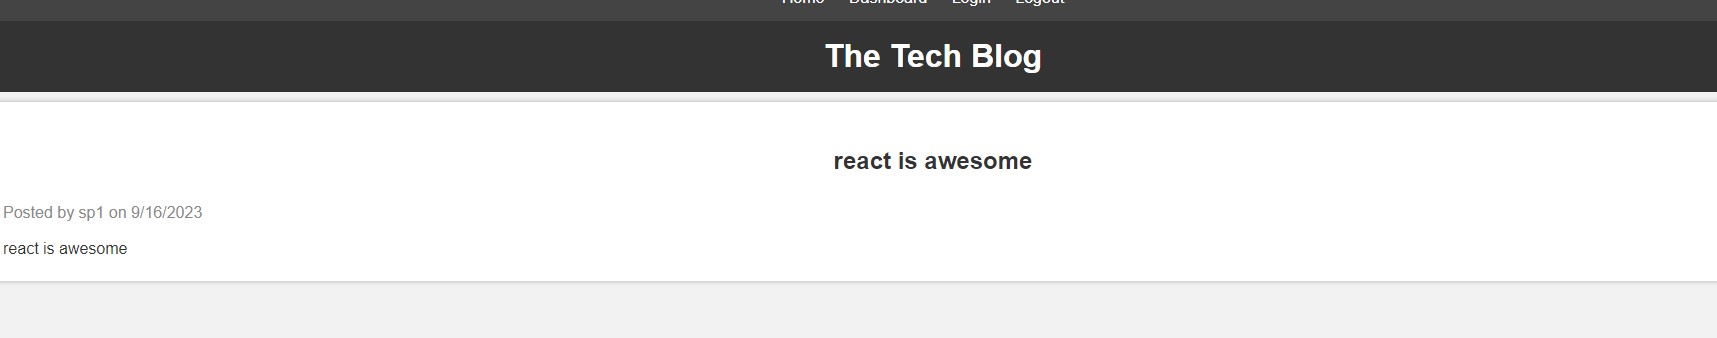 Home Dashboard Login Logout
The Tech Blog
react is awesome
Posted by sp1 on 9/16/2023
react is awesome